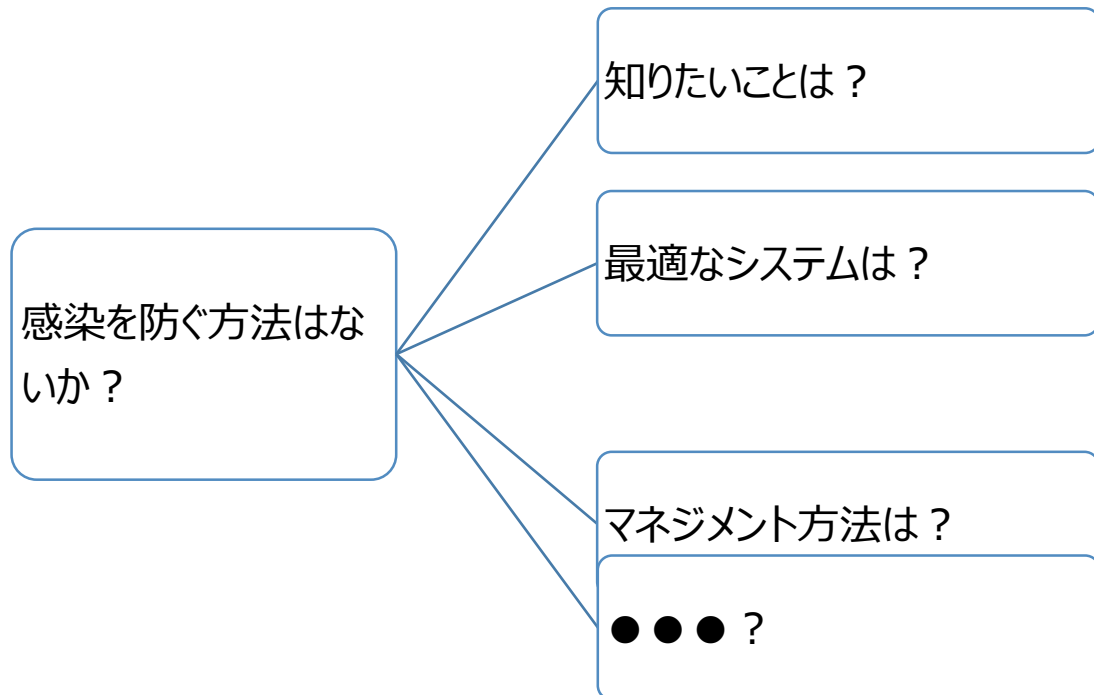 知りたいことは？
最適なシステムは？
感染を防ぐ方法はな
いか？
マネジメント方法は？
●●●？